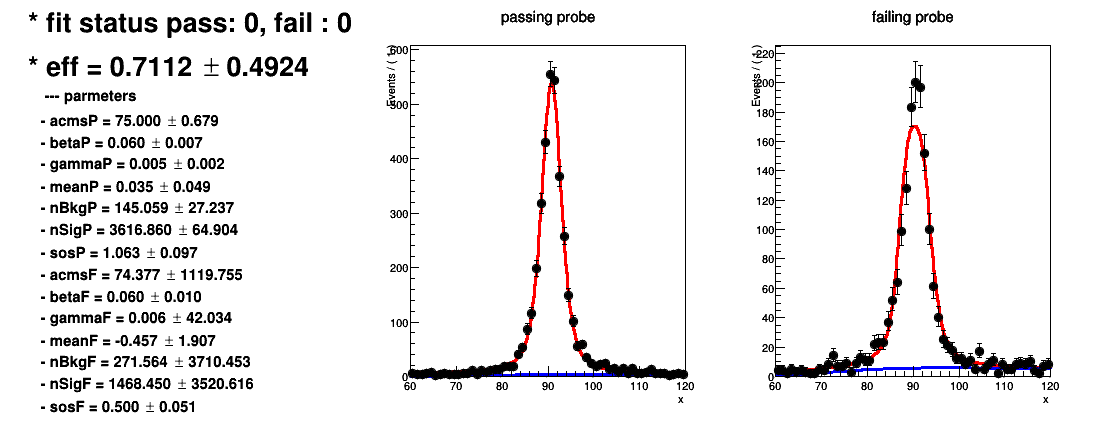 * fit status pass: 0, fail : 0
* eff = 0.7112 ± 0.4924
--- parmeters
- acmsP = 75.000 ± 0.679
- betaP = 0.060 ± 0.007
- gammaP = 0.005 ± 0.002
- meanP = 0.035 ± 0.049
- nBkgP = 145.059 ± 27.237
- nSigP = 3616.860 ± 64.904
- sosP = 1.063 ± 0.097
- acmsF = 74.377 ± 1119.755
- betaF = 0.060 ± 0.010
- gammaF = 0.006 ± 42.034
- meanF = -0.457 ± 1.907
- nBkgF = 271.564 ± 3710.453
- nSigF = 1468.450 ± 3520.616
- sosF = 0.500 ± 0.051
passing probe
Events / ( 1 )
600
500
400
300
200
100
0
60 70 80 90 100 110 120
x
failing probe
Events / ( 1 )
220
200
180
160
140
120
100
80
60
40
20
0
60 70 80 90 100 110 120
x